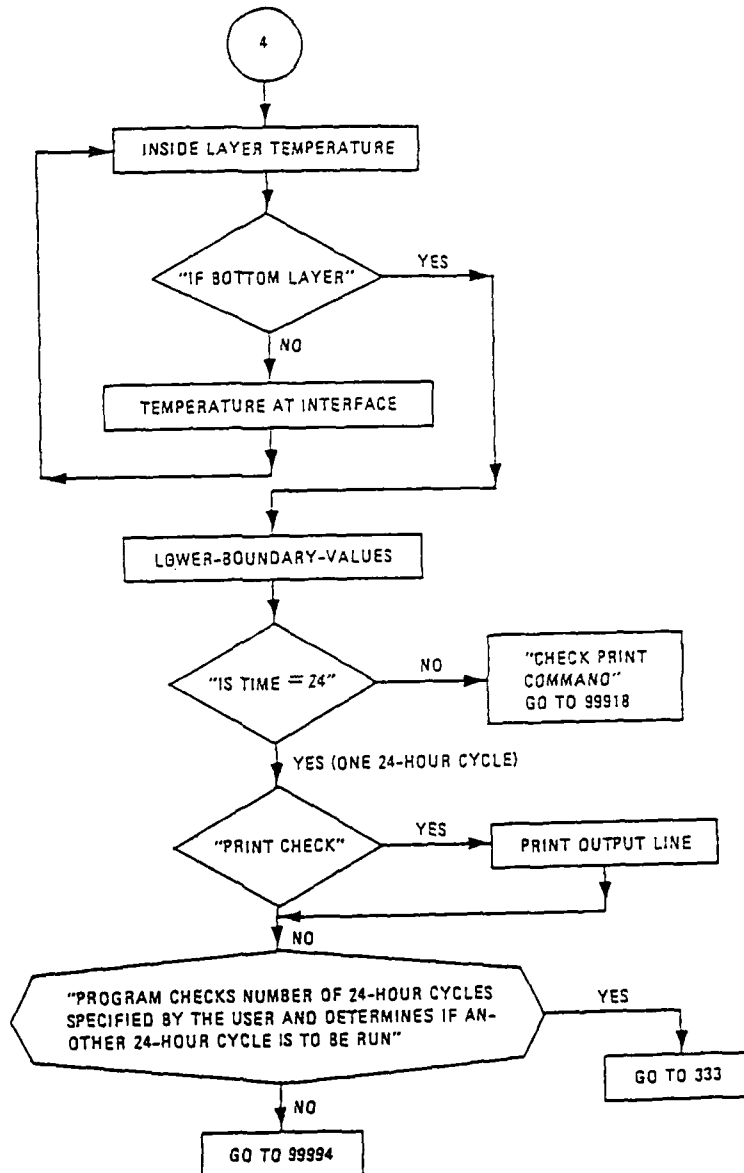 4
INSIDE LAYER TEMPERATURE
"IF BOTTOM LAYER"
YES
NO
TEMPERATURE AT INTERFACE
LOWER-BOUNDARY-VALUES
"IS TIME = 24"
NO
"CHECK PRINT
COMMAND"
GO TO 99918
YES (ONE 24-HOUR CYCLE)
"PRINT CHECK"
YES
PRINT OUTPUT LINE
NO
"PROGRAM CHECKS NUMBER OF 24-HOUR CYCLES
SPECIFIED BY THE USER AND DETERMINES IF AN-
OTHER 24-HOUR CYCLE IS TO BE RUN"
YES
GO TO 333
NO
GO TO 99994